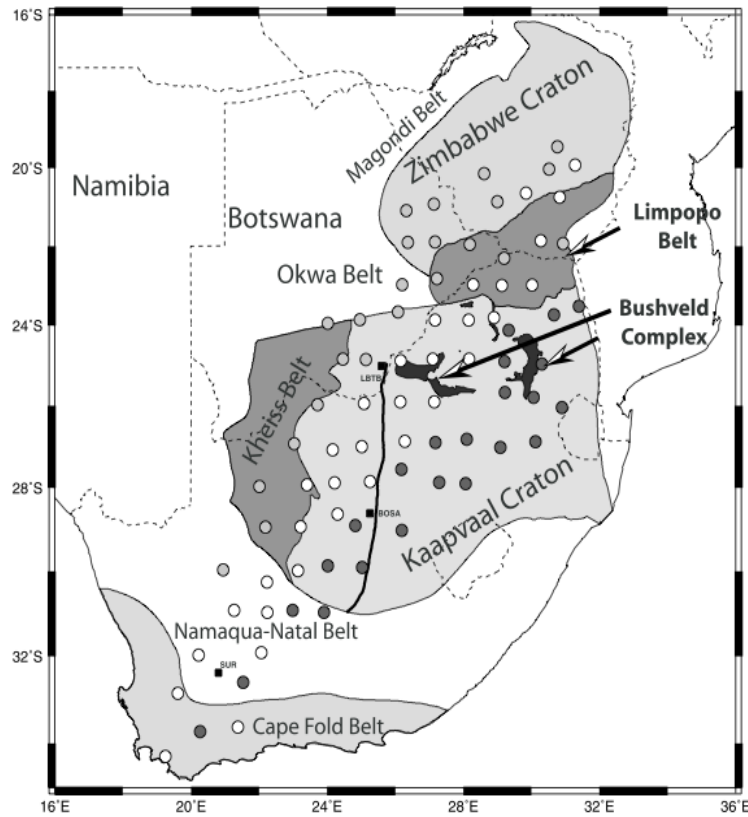 16°S
Magondi Belt
Zimbabwe Craton
20°S
Namibia
Botswana
Limpopo
Belt
Okwa Belt
24°S
Bushveld
Complex
LBTB
Kheiss Belt
28°S
BOSA
Kaapvaal Craton
Namaqua-Natal Belt
32°S
SUR
Cape Fold Belt
16°E
20°E
24°E
28°E
32°E
36°E